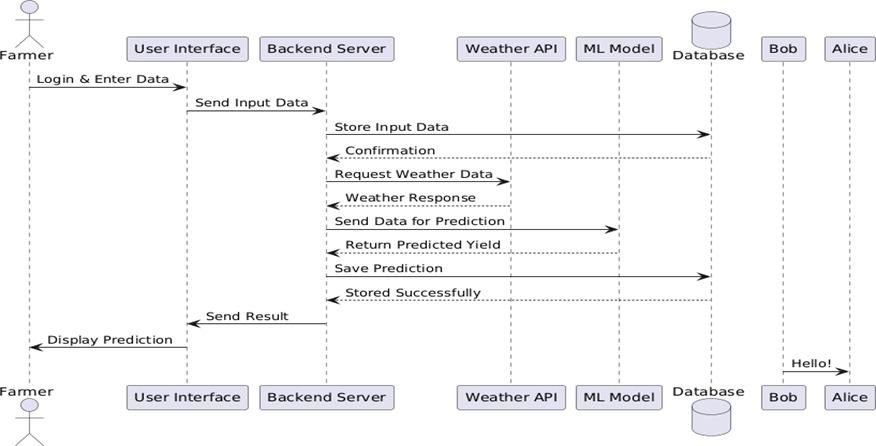 Farmer
User Interface
Backend Server
Weather API
ML Model
Database
Bob
Alice
Login & Enter Data
Send Input Data
Store Input Data
Confirmation
Request Weather Data
Weather Response
Send Data for Prediction
Return Predicted Yield
Save Prediction
Stored Successfully
Send Result
Display Prediction
Hello!
Farmer
User Interface
Backend Server
Weather API
ML Model
Database
Bob
Alice